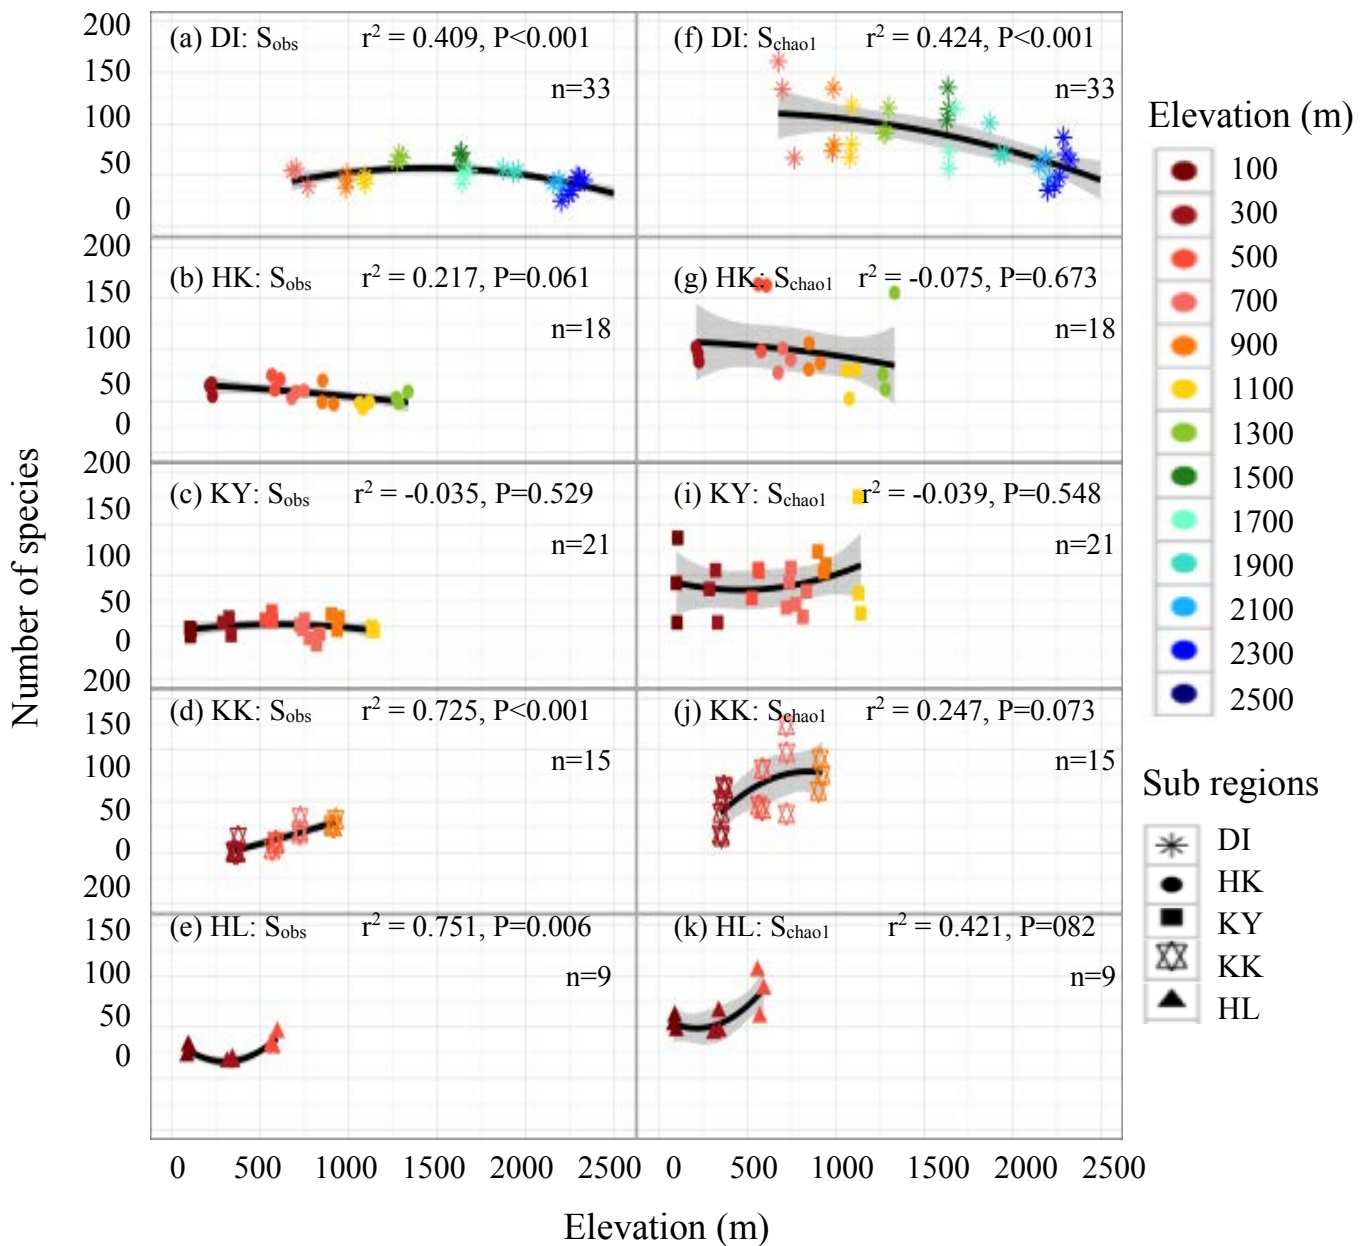 Number of species
200
150
100
50
0
(a) DI: Sobs r² = 0.409, P<0.001
n=33
(f) DI: Schao1 r² = 0.424, P<0.001
n=33
200
150
100
50
0
(b) HK: Sobs r² = 0.217, P=0.061
n=18
(g) HK: Schao1 r² = -0.075, P=0.673
n=18
200
150
100
50
0
(c) KY: Sobs r² = -0.035, P=0.529
n=21
(i) KY: Schao1 r² = -0.039, P=0.548
n=21
200
150
100
50
0
(d) KK: Sobs r² = 0.725, P<0.001
n=15
(j) KK: Schao1 r² = 0.247, P=0.073
n=15
200
150
100
50
0
(e) HL: Sobs r² = 0.751, P=0.006
n=9
(k) HL: Schao1 r² = 0.421, P=082
n=9
0 500 1000 1500 2000 2500
0 500 1000 1500 2000 2500
Elevation (m)
Elevation (m)
100
300
500
700
900
1100
1300
1500
1700
1900
2100
2300
2500
Sub regions
DI
HK
KY
KK
HL